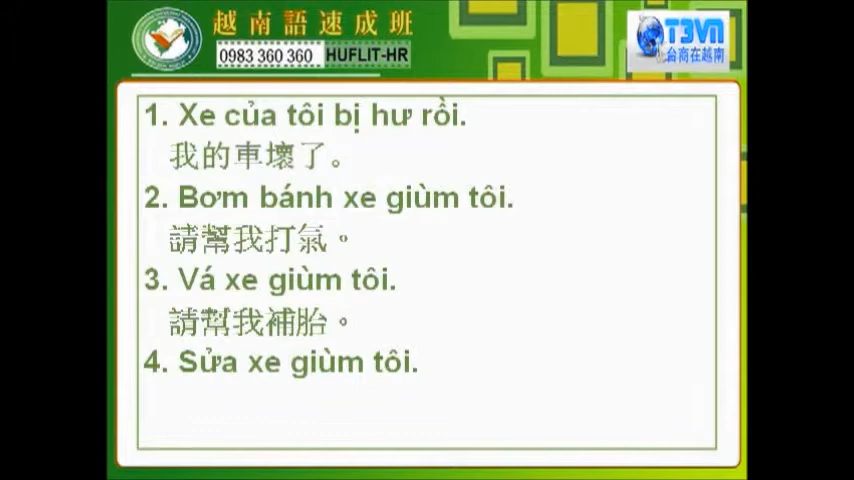 越南語速成班
0983 360 360 HUFLIT-HR
T3VN
台商在越南
1. Xe của tôi bị hư rồi.
我的車壞了。
2. Bơm bánh xe giùm tôi.
請幫我打氣。
3. Vá xe giùm tôi.
請幫我補胎。
4. Sửa xe giùm tôi.